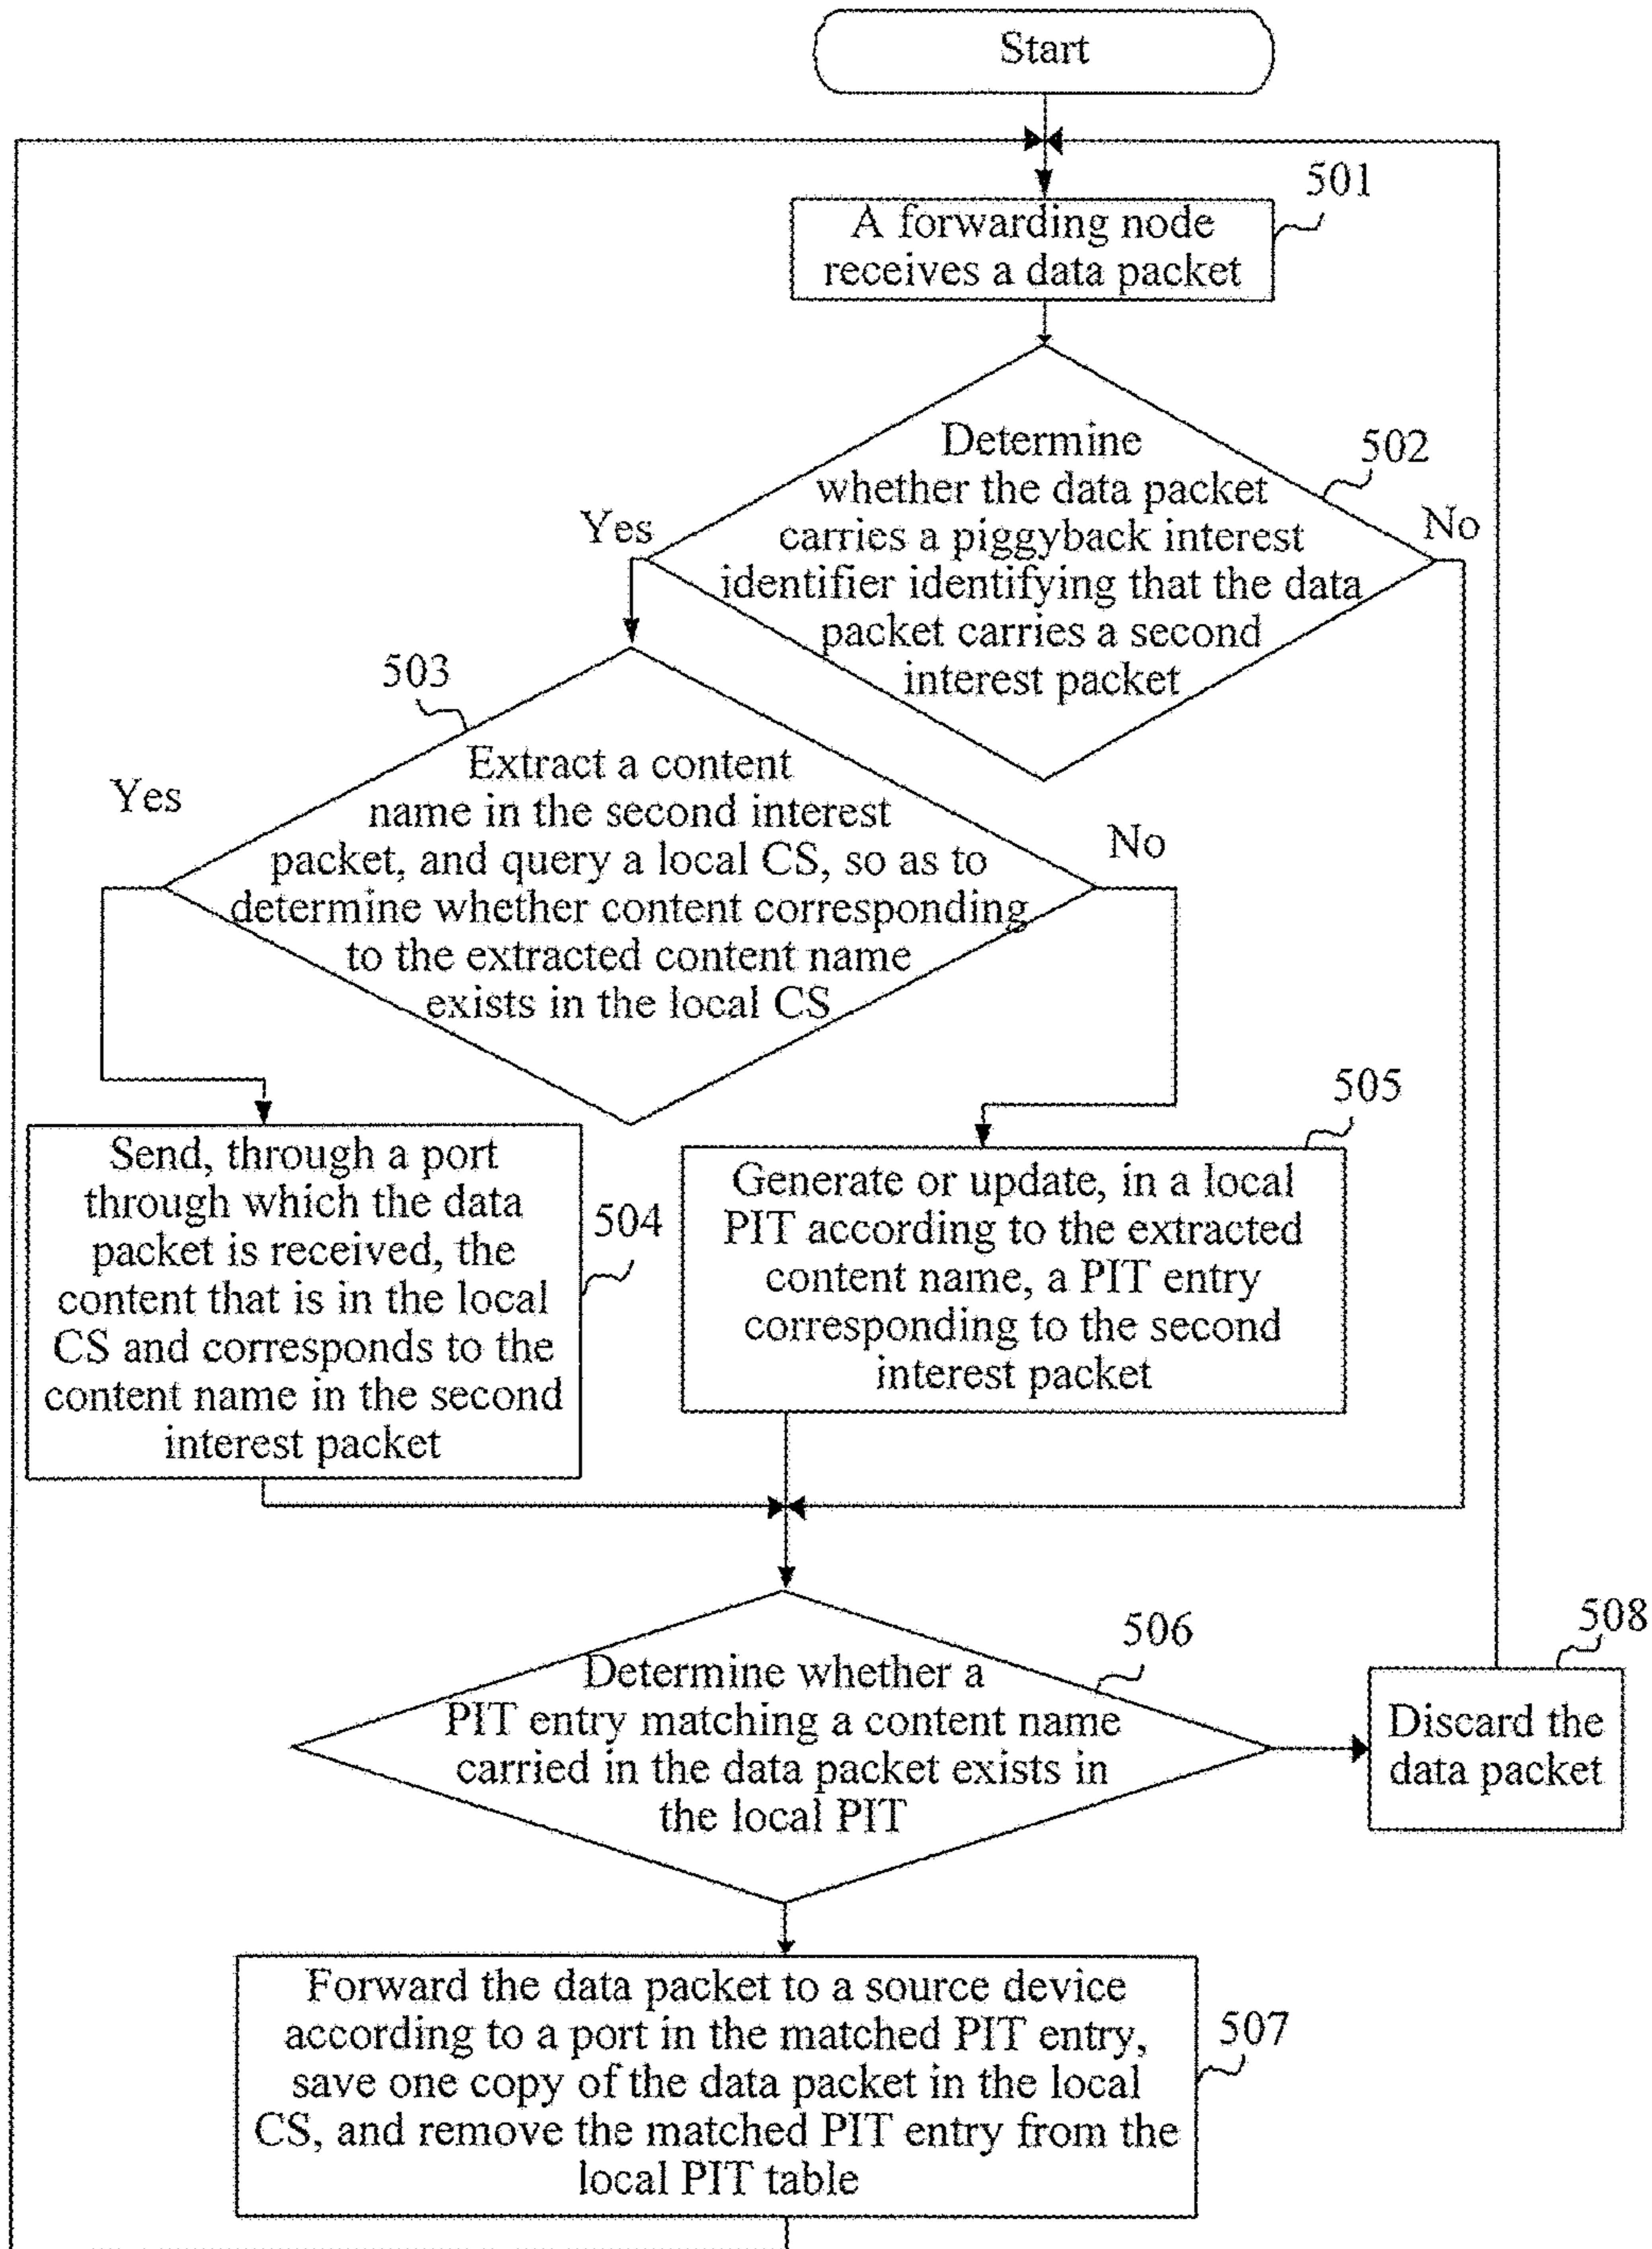 Start
501
A forwarding node
receives a data packet
502
Determine
whether the data packet
carries a piggyback interest
identifier identifying that the data
packet carries a second
interest packet
Yes
No
503
Extract a content
name in the second interest
packet, and query a local CS, so as to
determine whether content corresponding
to the extracted content name
exists in the local CS
Yes
No
504
Send, through a port
through which the data
packet is received, the
content that is in the local
CS and corresponds to the
content name in the second
interest packet
505
Generate or update, in a local
PIT according to the extracted
content name, a PIT entry
corresponding to the second
interest packet
506
Determine whether a
PIT entry matching a content name
carried in the data packet exists in
the local PIT
508
Discard the
data packet
Forward the data packet to a source device
according to a port in the matched PIT entry,
save one copy of the data packet in the local
CS, and remove the matched PIT entry from the
local PIT table
507